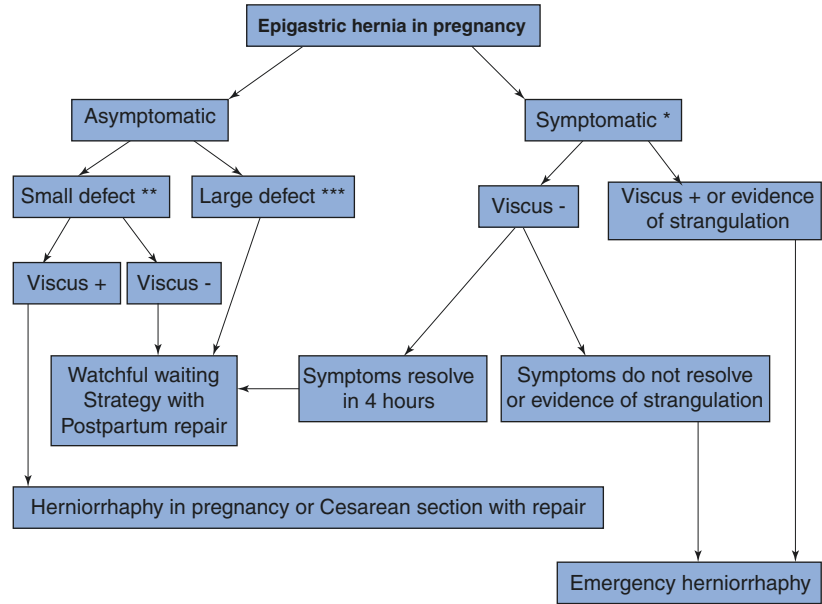 Epigastric hernia in pregnancy
Asymptomatic
Symptomatic *
Small defect **
Large defect ***
Viscus -
Viscus + or evidence
of strangulation
Viscus +
Viscus -
Watchful waiting
Strategy with
Postpartum repair
Symptoms resolve
in 4 hours
Symptoms do not resolve
or evidence of strangulation
Herniorrhaphy in pregnancy or Cesarean section with repair
Emergency herniorrhaphy